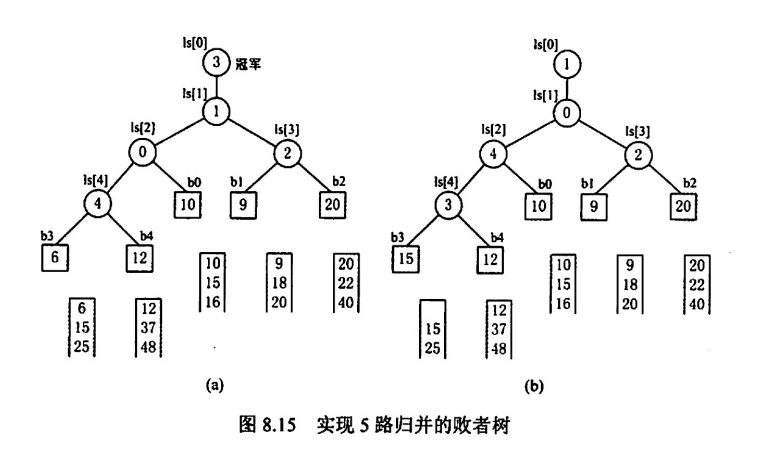 ls[0] ls[0]
3 冠军 1
ls[1] ls[1]
1 0
ls[2] ls[3] ls[2] ls[3]
0 2 4 2
ls[4] b0 b1 b2 ls[4] b0 b1 b2
4 10 9 20 3 10 9 20
b3 b4 b3 b4
6 12 15 12
10 9 20 10 9 20
15 18 22 15 18 22
16 20 40 16 20 40
6 12 12
15 37 15 37
25 48 25 48
(a) (b)
图 8.15 实现 5 路归并的败者树